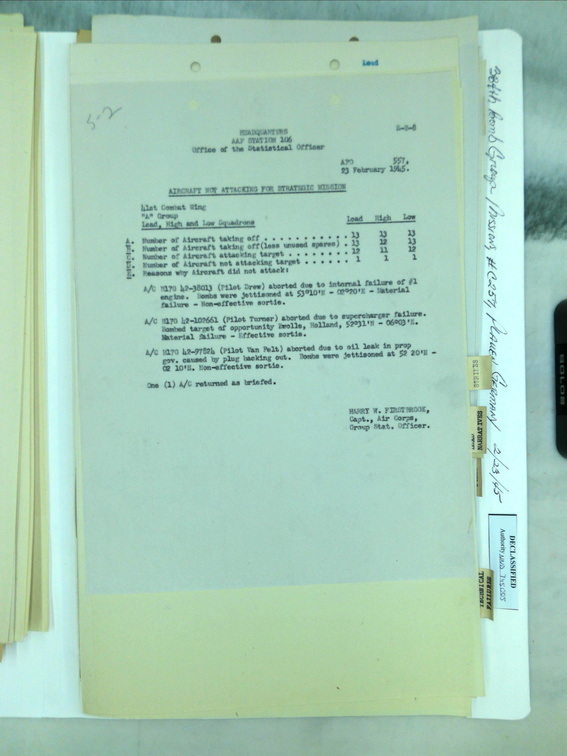 Lead
S-2
HEADQUARTERS
AAF STATION 106
Office of the Statistical Officer
APO 557,
23 February 1945.
AIRCRAFT NOT ATTACKING FOR STRATEGIC MISSION
41st Combat Wing
"A" Group
Lead, High and Low Squadrons Lead High Low
Number of Aircraft taking off . . . . . . . . . . . 13 13 13
Number of Aircraft taking off(less unused spares) . 13 12 13
Number of Aircraft attacking target . . . . . . . . 12 11 12
Number of Aircraft not attacking target . . . . . . 1 1 1
Reasons why Aircraft did not attack:
A/C B17G 42-38013 (Pilot Drew) aborted due to internal failure of #1
engine. Bombs were jettisoned at 53°10'N - 02°20'E - Material
failure - Non-effective sortie.
A/C B17G 42-102661 (Pilot Turner) aborted due to supercharger failure.
Bombed target of opportunity Zwolle, Holland, 52°31'N - 06°03'E.
Material failure - Effective sortie.
A/C B17G (Pilot Van Pelt) aborted due to oil leak in prop
gov. caused by plug backing out. Bombs were jettisoned at 52 20'N -
02 10'E. Non-effective sortie.
One (1) A/C returned as briefed.
HARRY W. FIRSTBROOK,
Capt., Air Corps,
Group Stat. Officer.
384th Bomb Group / Mission #C254, Plauen Germany 2/23/45
NARRATIVES
DECLASSIFIED
Authority
TECHNICAL
FAILURES